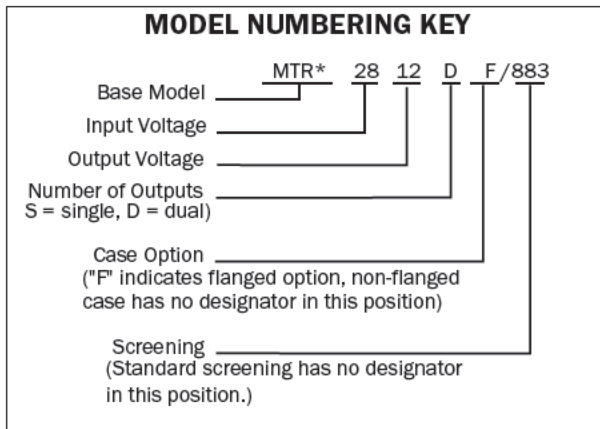 MODEL NUMBERING KEY
MTR* 28 12 D F/883
Base Model
Input Voltage
Output Voltage
Number of Outputs
S = single, D = dual)
Case Option
("F" indicates flanged option, non-flanged
case has no designator in this position)
Screening
(Standard screening has no designator
in this position.)